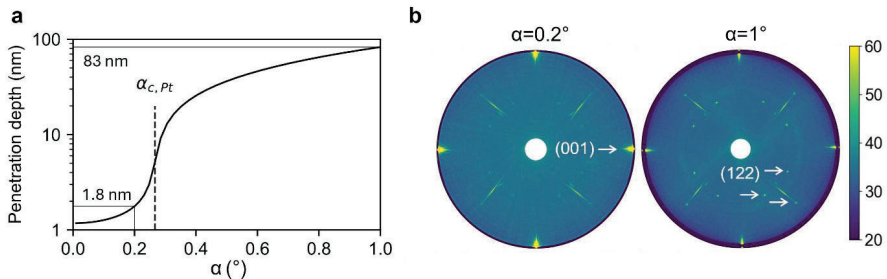 a
Penetration depth (nm)
100
10
1
83 nm
1.8 nm
α_c, Pt
0.0
0.2
0.4
0.6
0.8
1.0
α (°)
b
α=0.2°
α=1°
(001) →
(122) →
→
→
60
50
40
30
20